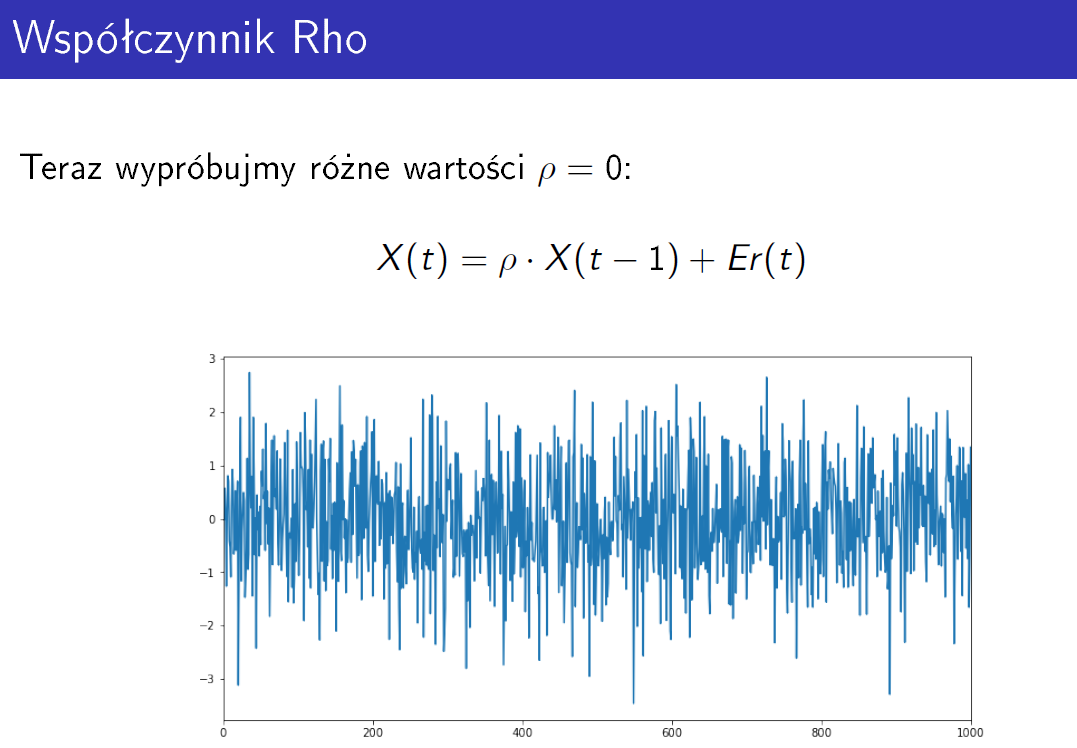 Współczynnik Rho
Teraz wypróbujmy różne wartości ρ = 0:
X(t) = ρ · X(t − 1) + Er(t)
3
2
1
0
−1
−2
−3
0 200 400 600 800 1000